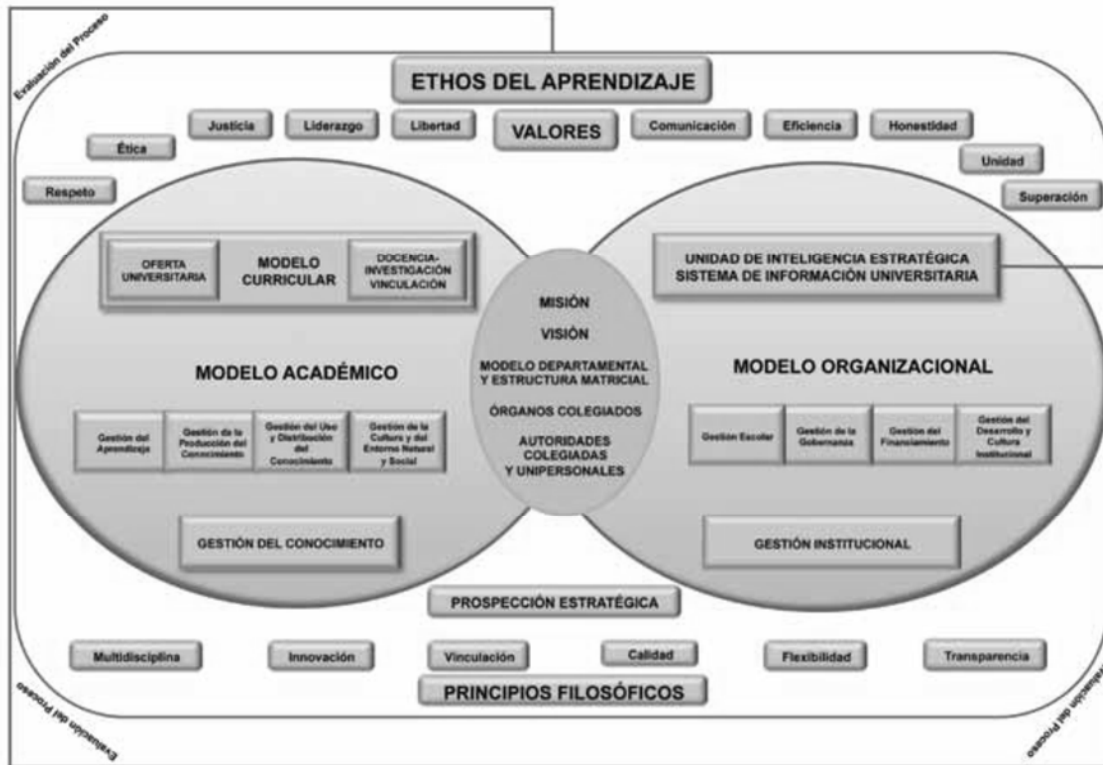 Evaluación del Proceso
ETHOS DEL APRENDIZAJE
Justicia
Liderazgo
Libertad
VALORES
Comunicación
Eficiencia
Honestidad
Ética
Unidad
Respeto
Superación
OFERTA
UNIVERSITARIA
MODELO
CURRICULAR
DOCENCIA-
INVESTIGACIÓN
VINCULACIÓN
MODELO ACADÉMICO
Gestión del
Aprendizaje
Gestión de la
Producción del
Conocimiento
Gestión del Uso
y Distribución
del
Conocimiento
Gestión de la
Cultura y del
Entorno Natural
y Social
GESTIÓN DEL CONOCIMIENTO
MISIÓN
VISIÓN
MODELO DEPARTAMENTAL
Y ESTRUCTURA MATRICIAL
ÓRGANOS COLEGIADOS
AUTORIDADES
COLEGIADAS
Y UNIPERSONALES
UNIDAD DE INTELIGENCIA ESTRATÉGICA
SISTEMA DE INFORMACIÓN UNIVERSITARIA
MODELO ORGANIZACIONAL
Gestión Escolar
Gestión de la
Gobernanza
Gestión del
Financiamiento
Gestión del
Desarrollo y
Cultura
Institucional
GESTIÓN INSTITUCIONAL
PROSPECCIÓN ESTRATÉGICA
Multidisciplina
Innovación
Vinculación
Calidad
Flexibilidad
Transparencia
PRINCIPIOS FILOSÓFICOS
Evaluación del Proceso
Evaluación del Proceso